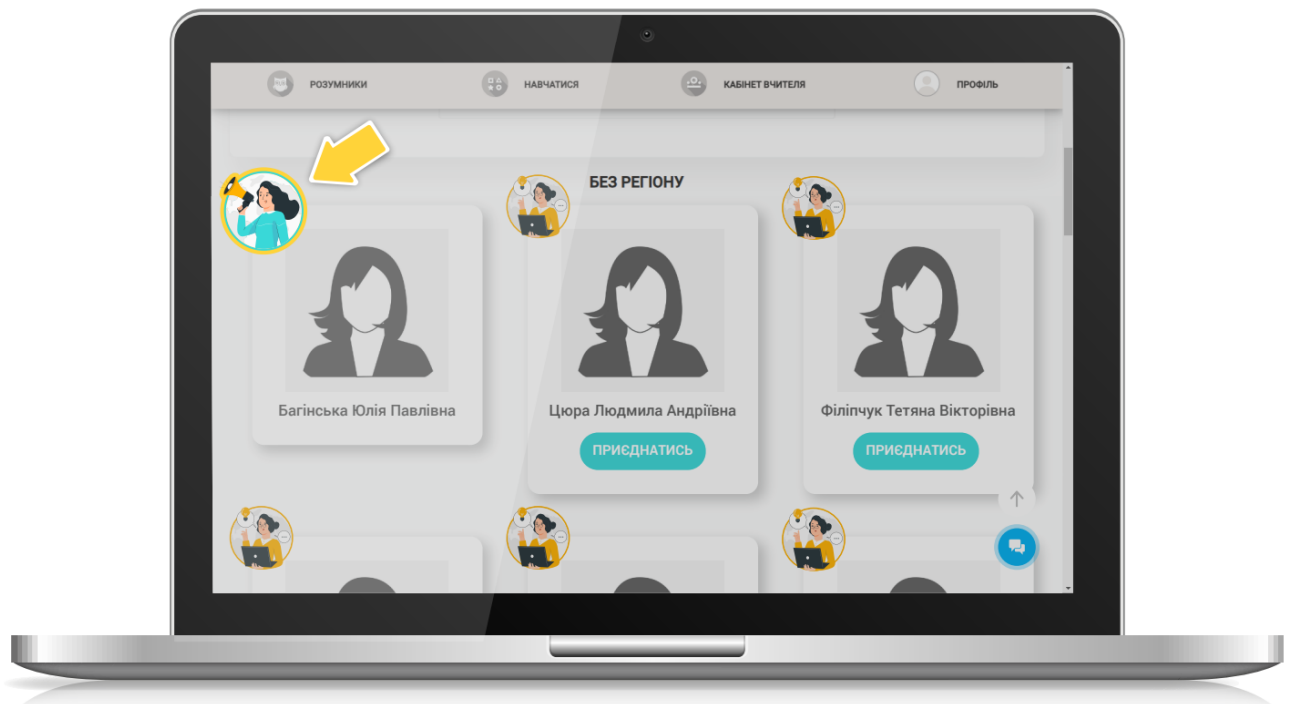 РОЗУМНИКИ
НАВЧАТИСЯ
КАБІНЕТ ВЧИТЕЛЯ
ПРОФІЛЬ
БЕЗ РЕГІОНУ
Багінська Юлія Павлівна
Цюра Людмила Андріївна
Філіпчук Тетяна Вікторівна
ПРИЄДНАТИСЬ
ПРИЄДНАТИСЬ